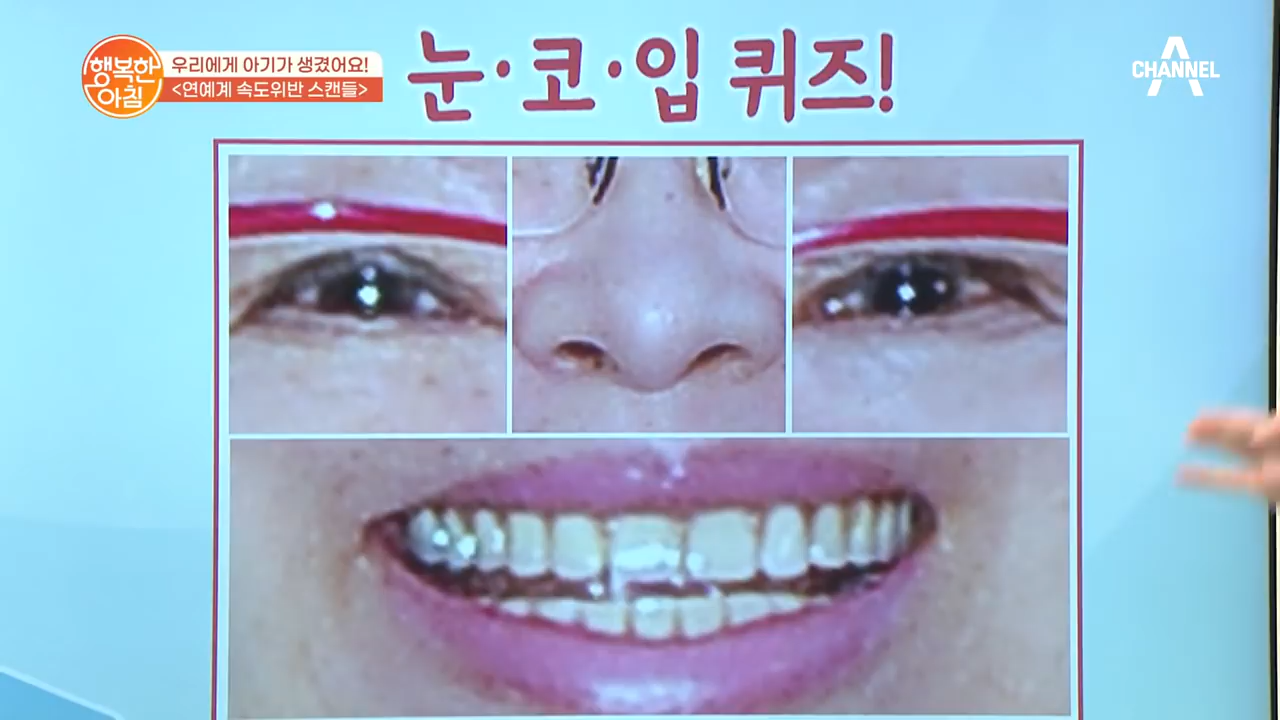 행복한
아침
우리에게 아기가 생겼어요!
<연예계 속도위반 스캔들>
눈·코·입 퀴즈!
CHANNEL A